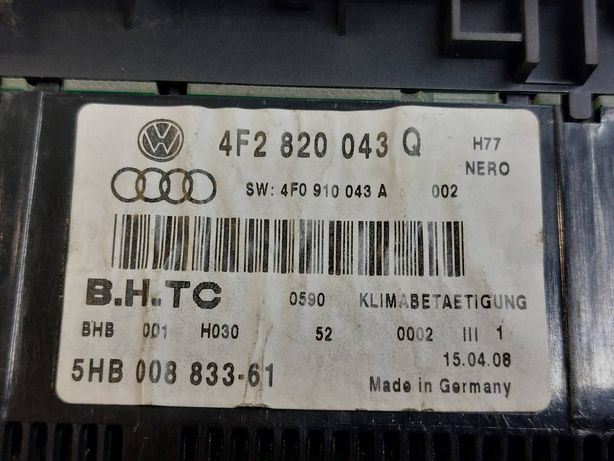 4F2 820 043 Q H77
NERO
SW: 4F0 910 043 A 002
B.H.TC 0590 KLIMABETAETIGUNG
BHB 001 H030 52 0002 III 1
15.04.08
5HB 008 833-61 Made in Germany